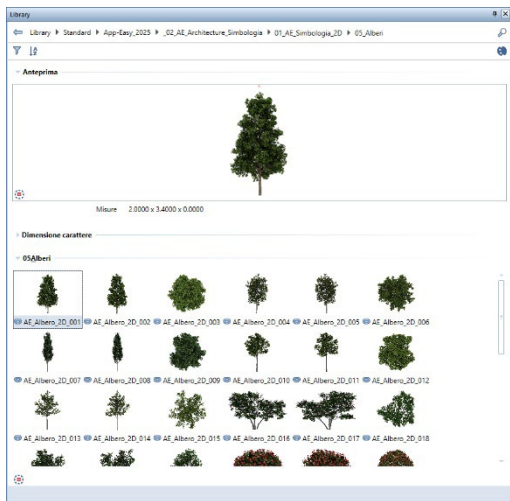 Library
Library Standard App-Easy_2025 _02_AE_Architecture_Simbologia 01_AE_Simbologia_2D 05_Alberi
Anteprima
Misure 2.0000 x 3.4000 x 0.0000
Dimensione carattere
05Alberi
AE_Albero_2D_001 AE_Albero_2D_002 AE_Albero_2D_003 AE_Albero_2D_004 AE_Albero_2D_005 AE_Albero_2D_006
AE_Albero_2D_007 AE_Albero_2D_008 AE_Albero_2D_009 AE_Albero_2D_010 AE_Albero_2D_011 AE_Albero_2D_012
AE_Albero_2D_013 AE_Albero_2D_014 AE_Albero_2D_015 AE_Albero_2D_016 AE_Albero_2D_017 AE_Albero_2D_018